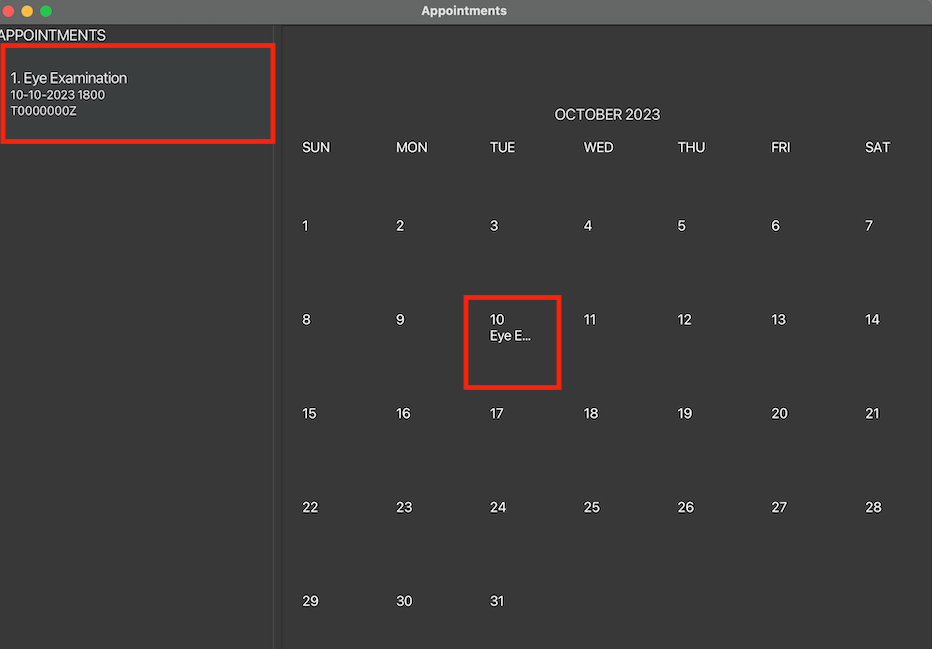 Appointments
APPOINTMENTS
1. Eye Examination
10-10-2023 1800
T0000000Z
OCTOBER 2023
SUN MON TUE WED THU FRI SAT
1 2 3 4 5 6 7
8 9 10 11 12 13 14
Eye E...
15 16 17 18 19 20 21
22 23 24 25 26 27 28
29 30 31